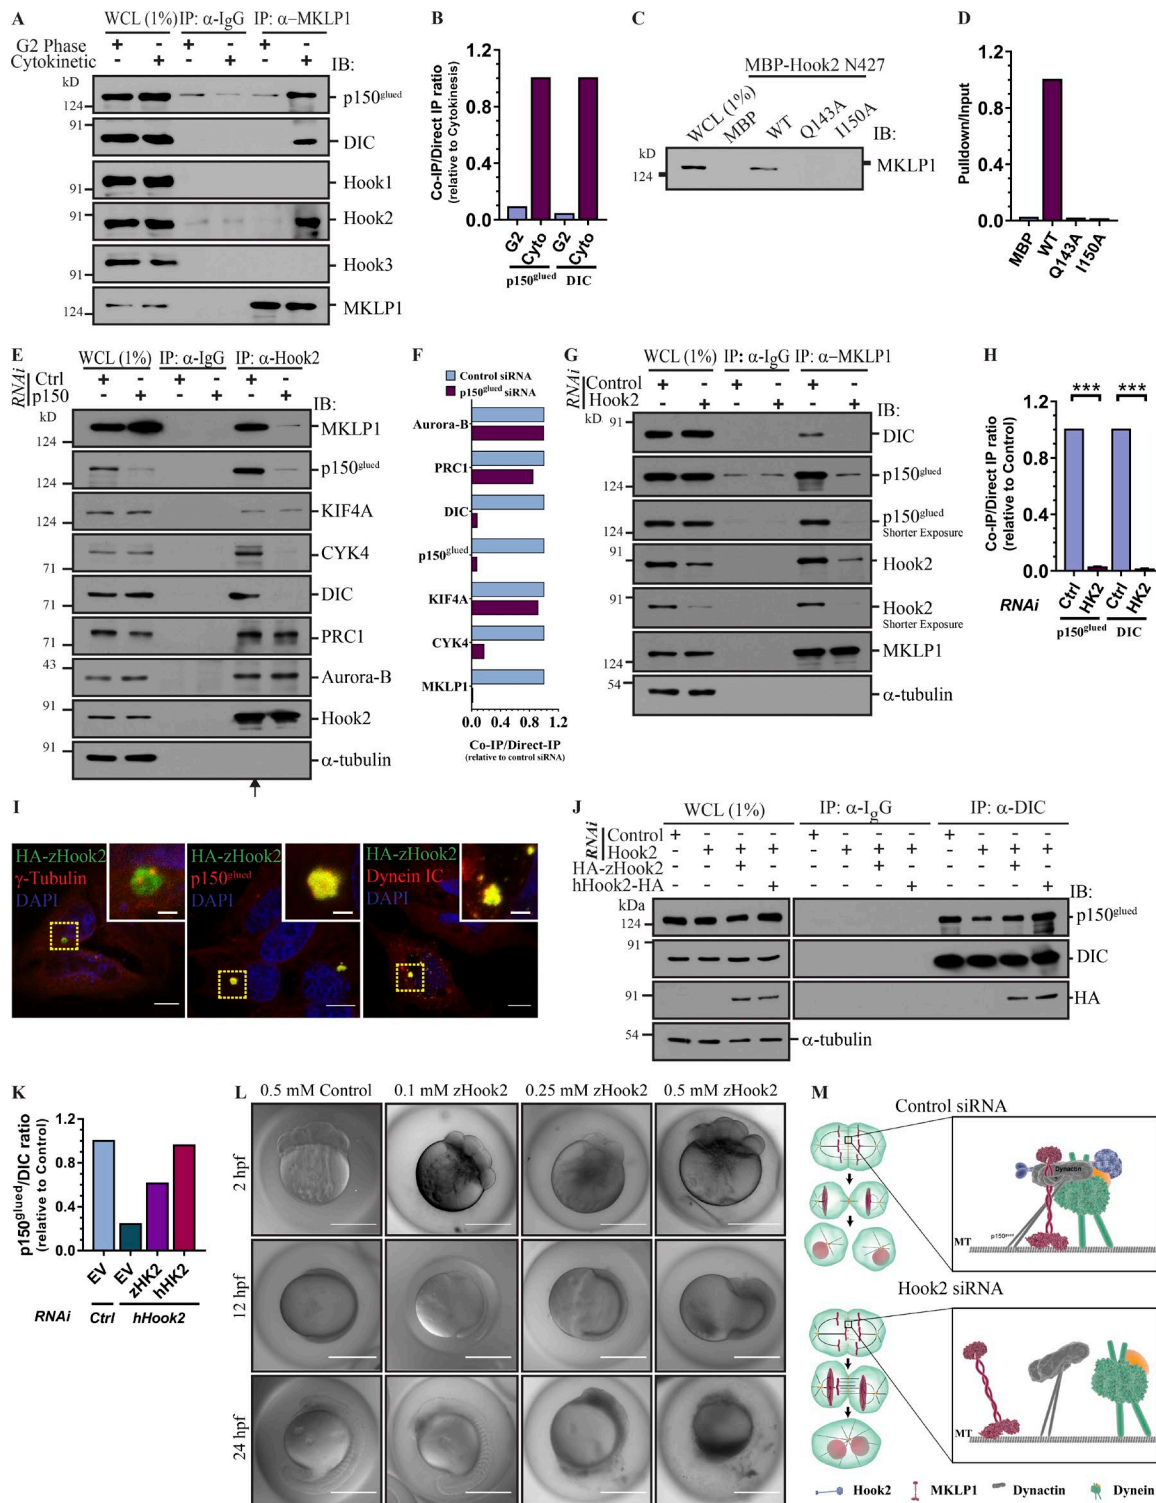 A
WCL (1%) IP: α-IgG IP: α–MKLP1
G2 Phase + - + - + -
Cytokinetic - + - + - + IB:
kD
124 p150glued
91 DIC
91 Hook1
91 Hook2
91 Hook3
124 MKLP1
B
Co-IP/Direct IP ratio
(relative to Cytokinesis)
1.2
0.8
0.4
0.0
G2 Cyto G2 Cyto
p150glued DIC
C
MBP-Hook2 N427
WCL (1%) MBP WT Q143A I150A IB:
kD
124 MKLP1
D
Pulldown/Input
1.2
0.8
0.4
0.0
MBP WT Q143A I150A
E
WCL (1%) IP: α-IgG IP: α-Hook2
RNAi
Ctrl + - + - + -
p150 - + - + - + IB:
kD
124 MKLP1
124 p150glued
124 KIF4A
71 CYK4
71 DIC
71 PRC1
43 Aurora-B
91 Hook2
91 α-tubulin
F
Control siRNA
p150glued siRNA
Aurora-B
PRC1
DIC
p150glued
KIF4A
CYK4
MKLP1
0.0 0.4 0.8 1.2
Co-IP/Direct-IP
(relative to control siRNA)
G
WCL (1%) IP: α-IgG IP: α–MKLP1
RNAi
Control + - + - + -
Hook2 - + - + - + IB:
kD
91 DIC
124 p150glued
124 p150glued
Shorter Exposure
91 Hook2
91 Hook2
Shorter Exposure
124 MKLP1
54 α-tubulin
H
Co-IP/Direct IP ratio
(relative to Control)
*** ***
1.2
0.8
0.4
0.0
Ctrl HK2 Ctrl HK2
RNAi
p150glued DIC
I
HA-zHook2
γ-Tubulin
DAPI
HA-zHook2
p150glued
DAPI
HA-zHook2
Dynein IC
DAPI
J
WCL (1%) IP: α-IgG IP: α-DIC
RNAi
Control + - - - + - - - + - - -
Hook2 - + + + - + + + - + + +
HA-zHook2 - - + - - - + - - - + -
hHook2-HA - - - + - - - + - - - + IB:
kDa
124 p150glued
91 DIC
91 HA
54 α-tubulin
K
p150glued/DIC ratio
(relative to Control)
1.2
0.8
0.4
0.0
EV EV zHK2 hHK2
RNAi Ctrl hHook2
L
0.5 mM Control 0.1 mM zHook2 0.25 mM zHook2 0.5 mM zHook2
2 hpf
12 hpf
24 hpf
M
Control siRNA
Dynactin
p150glued
MT
Hook2 siRNA
MT
Hook2 MKLP1 Dynactin Dynein